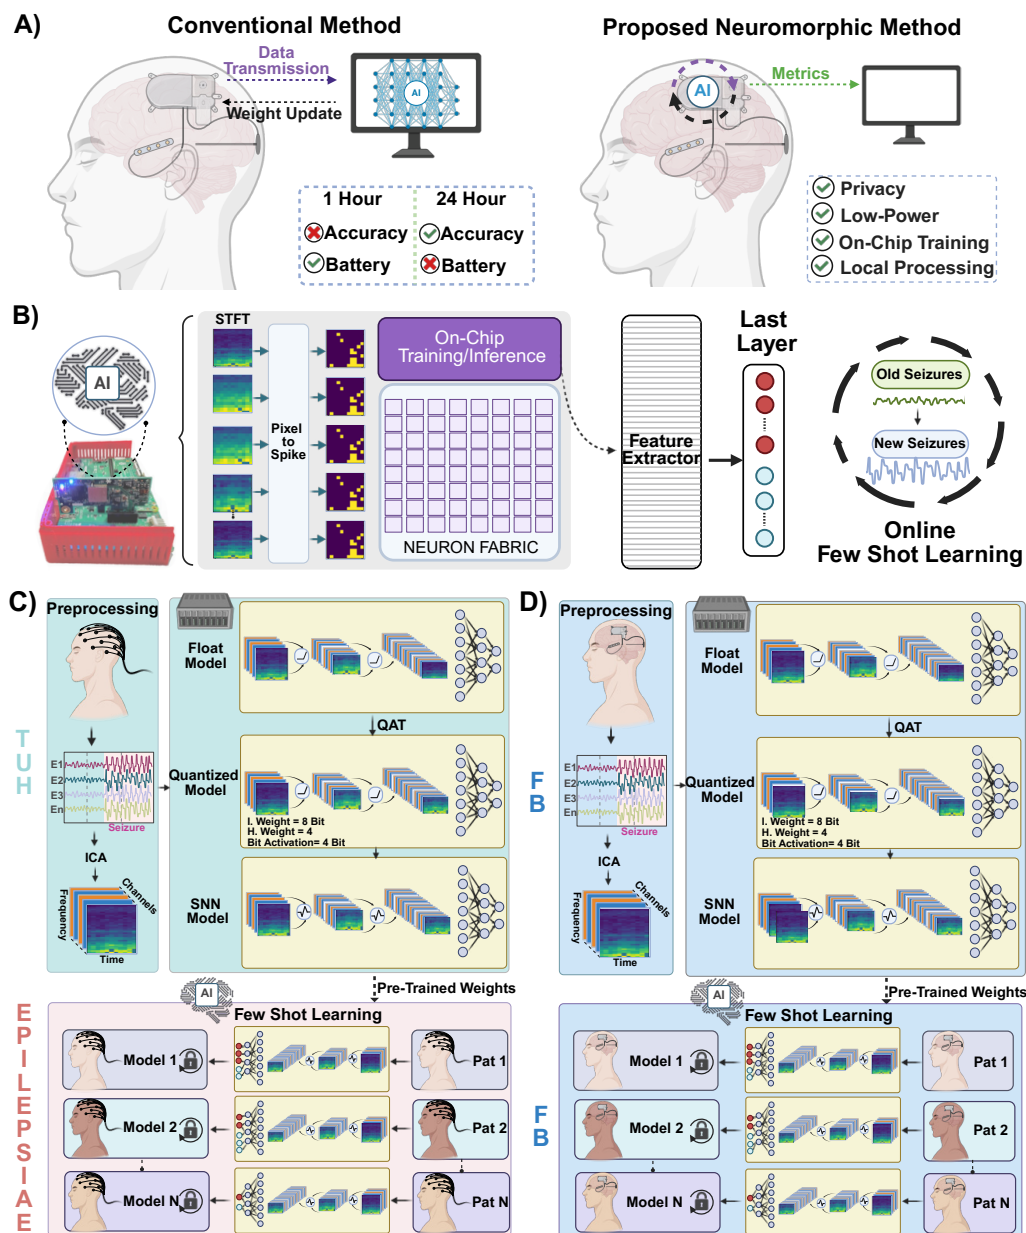 A)
Conventional Method
Data
Transmission
Weight Update
AI
1 Hour
24 Hour
Accuracy
Accuracy
Battery
Battery
Proposed Neuromorphic Method
AI
Metrics
Privacy
Low-Power
On-Chip Training
Local Processing
B)
AI
STFT
Pixel
to
Spike
On-Chip
Training/Inference
NEURON FABRIC
Feature
Extractor
Last
Layer
Old Seizures
New Seizures
Online
Few Shot Learning
C)
TUH
Preprocessing
E1
E2
E3
En
Seizure
ICA
Frequency
Channels
Time
Float
Model
QAT
Quantized
Model
I. Weight = 8 Bit
H. Weight = 4
Bit Activation= 4 Bit
SNN
Model
Pre-Trained Weights
AI
EPILEPSIAE
Few Shot Learning
Model 1
Pat 1
Model 2
Pat 2
Model N
Pat N
D)
FB
Preprocessing
E1
E2
E3
En
Seizure
ICA
Frequency
Channels
Time
Float
Model
QAT
Quantized
Model
I. Weight = 8 Bit
H. Weight = 4
Bit Activation= 4 Bit
SNN
Model
Pre-Trained Weights
AI
FB
Few Shot Learning
Model 1
Pat 1
Model 2
Pat 2
Model N
Pat N